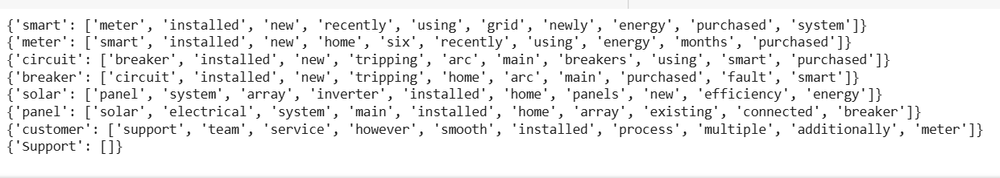 {'smart': ['meter', 'installed', 'new', 'recently', 'using', 'grid', 'newly', 'energy', 'purchased', 'system']}
{'meter': ['smart', 'installed', 'new', 'home', 'six', 'recently', 'using', 'energy', 'months', 'purchased']}
{'circuit': ['breaker', 'installed', 'new', 'tripping', 'arc', 'main', 'breakers', 'using', 'smart', 'purchased']}
{'breaker': ['circuit', 'installed', 'new', 'tripping', 'home', 'arc', 'main', 'purchased', 'fault', 'smart']}
{'solar': ['panel', 'system', 'array', 'inverter', 'installed', 'home', 'panels', 'new', 'efficiency', 'energy']}
{'panel': ['solar', 'electrical', 'system', 'main', 'installed', 'home', 'array', 'existing', 'connected', 'breaker']}
{'customer': ['support', 'team', 'service', 'however', 'smooth', 'installed', 'process', 'multiple', 'additionally', 'meter']}
{'Support': []}